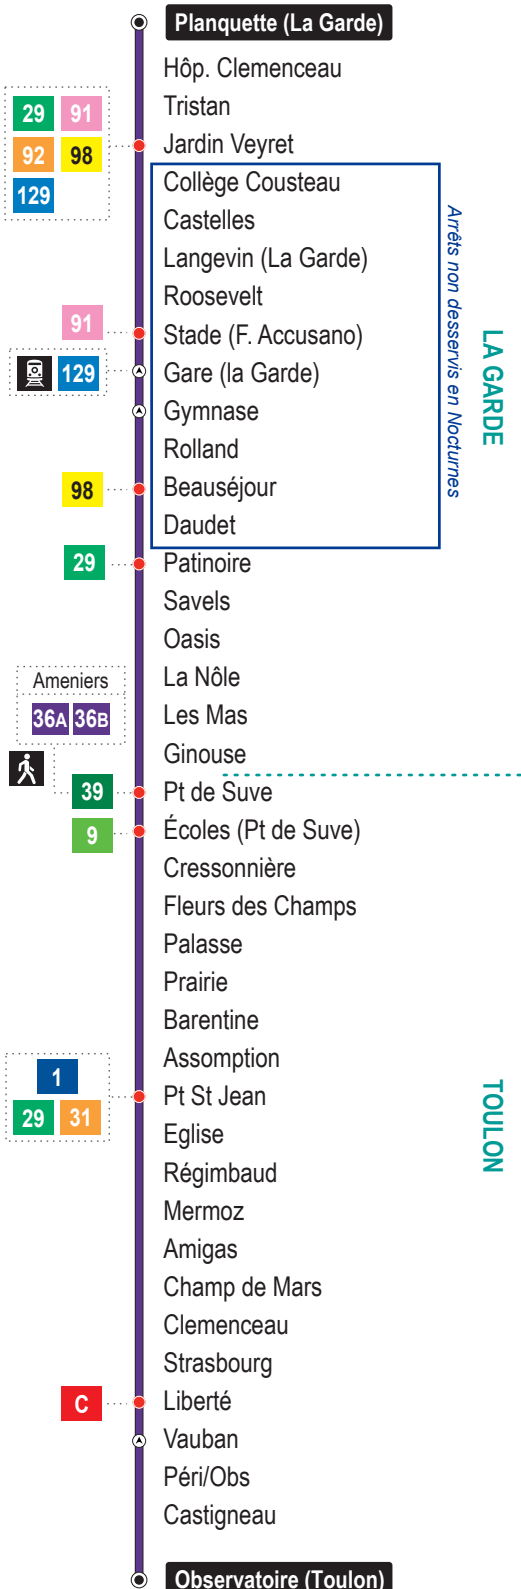 Planquette (La Garde)
Hôp. Clemenceau
Tristan
29 91
92 98
129
Jardin Veyret
Collège Cousteau
Castelles
Langevin (La Garde)
Roosevelt
91
Stade (F. Accusano)
129
Gare (la Garde)
Gymnase
Rolland
98
Beauséjour
Daudet
Arrêts non desservis en Nocturnes
LA GARDE
29
Patinoire
Savels
Oasis
La Nôle
Les Mas
Ginouse
Ameniers
36A 36B
39
Pt de Suve
9
Écoles (Pt de Suve)
Cressonnière
Fleurs des Champs
Palasse
Prairie
Barentine
Assomption
1
29 31
Pt St Jean
TOULON
Eglise
Régimbaud
Mermoz
Amigas
Champ de Mars
Clemenceau
Strasbourg
C
Liberté
Vauban
Péri/Obs
Castigneau
Observatoire (Toulon)